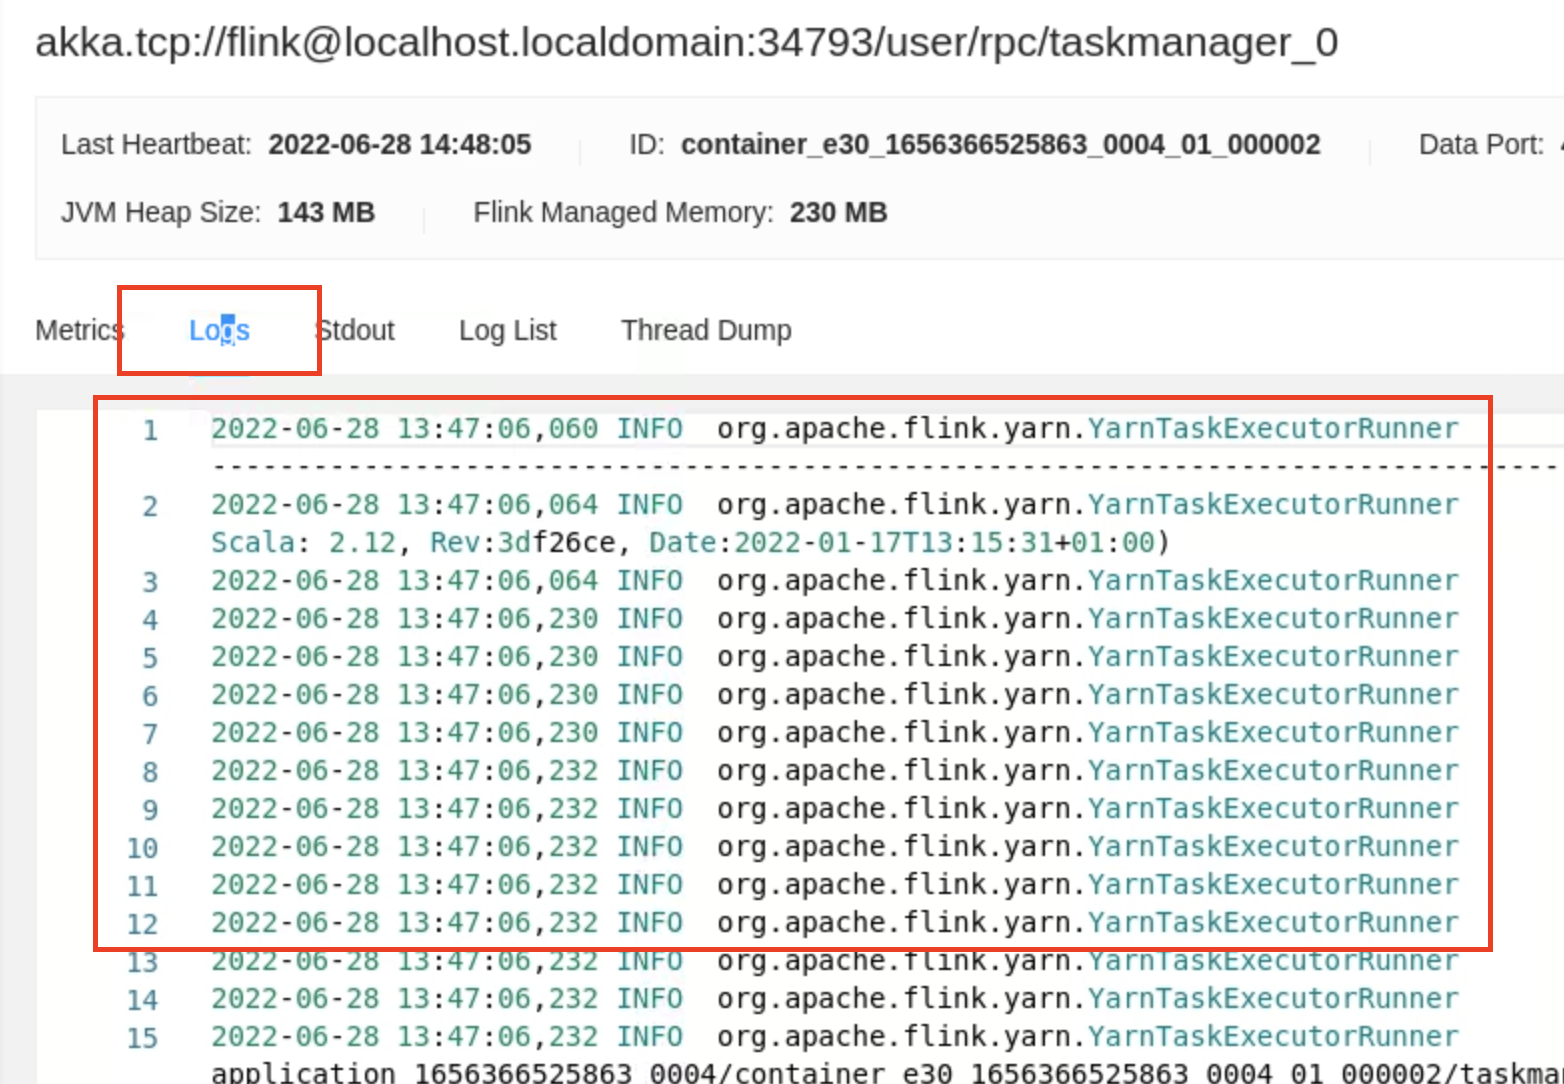 akka.tcp://flink@localhost.localdomain:34793/user/rpc/taskmanager_0
Last Heartbeat: 2022-06-28 14:48:05 ID: container_e30_1656366525863_0004_01_000002 Data Port:
JVM Heap Size: 143 MB Flink Managed Memory: 230 MB
Metrics Logs Stdout Log List Thread Dump
1 2022-06-28 13:47:06,060 INFO org.apache.flink.yarn.YarnTaskExecutorRunner
--------------------------------------------------------------------------------
2 2022-06-28 13:47:06,064 INFO org.apache.flink.yarn.YarnTaskExecutorRunner
Scala: 2.12, Rev:3df26ce, Date:2022-01-17T13:15:31+01:00)
3 2022-06-28 13:47:06,064 INFO org.apache.flink.yarn.YarnTaskExecutorRunner
4 2022-06-28 13:47:06,230 INFO org.apache.flink.yarn.YarnTaskExecutorRunner
5 2022-06-28 13:47:06,230 INFO org.apache.flink.yarn.YarnTaskExecutorRunner
6 2022-06-28 13:47:06,230 INFO org.apache.flink.yarn.YarnTaskExecutorRunner
7 2022-06-28 13:47:06,230 INFO org.apache.flink.yarn.YarnTaskExecutorRunner
8 2022-06-28 13:47:06,232 INFO org.apache.flink.yarn.YarnTaskExecutorRunner
9 2022-06-28 13:47:06,232 INFO org.apache.flink.yarn.YarnTaskExecutorRunner
10 2022-06-28 13:47:06,232 INFO org.apache.flink.yarn.YarnTaskExecutorRunner
11 2022-06-28 13:47:06,232 INFO org.apache.flink.yarn.YarnTaskExecutorRunner
12 2022-06-28 13:47:06,232 INFO org.apache.flink.yarn.YarnTaskExecutorRunner
13 2022-06-28 13:47:06,232 INFO org.apache.flink.yarn.YarnTaskExecutorRunner
14 2022-06-28 13:47:06,232 INFO org.apache.flink.yarn.YarnTaskExecutorRunner
15 2022-06-28 13:47:06,232 INFO org.apache.flink.yarn.YarnTaskExecutorRunner
application_1656366525863_0004/container_e30_1656366525863_0004_01_000002/taskma